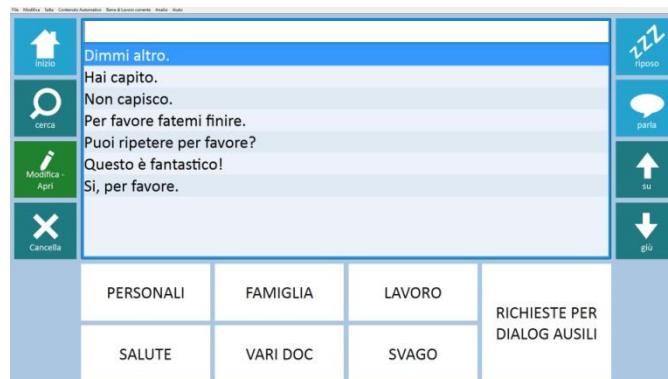 File Modifica Salta Contenuto Automatico Barra di Lavoro corrente Analisi Aiuto
inizio
cerca
Modifica -
Apri
Cancella
Dimmi altro.
Hai capito.
Non capisco.
Per favore fatemi finire.
Puoi ripetere per favore?
Questo è fantastico!
Si, per favore.
zzz
riposo
parla
su
giù
PERSONALI
FAMIGLIA
LAVORO
RICHIESTE PER
DIALOG AUSILI
SALUTE
VARI DOC
SVAGO